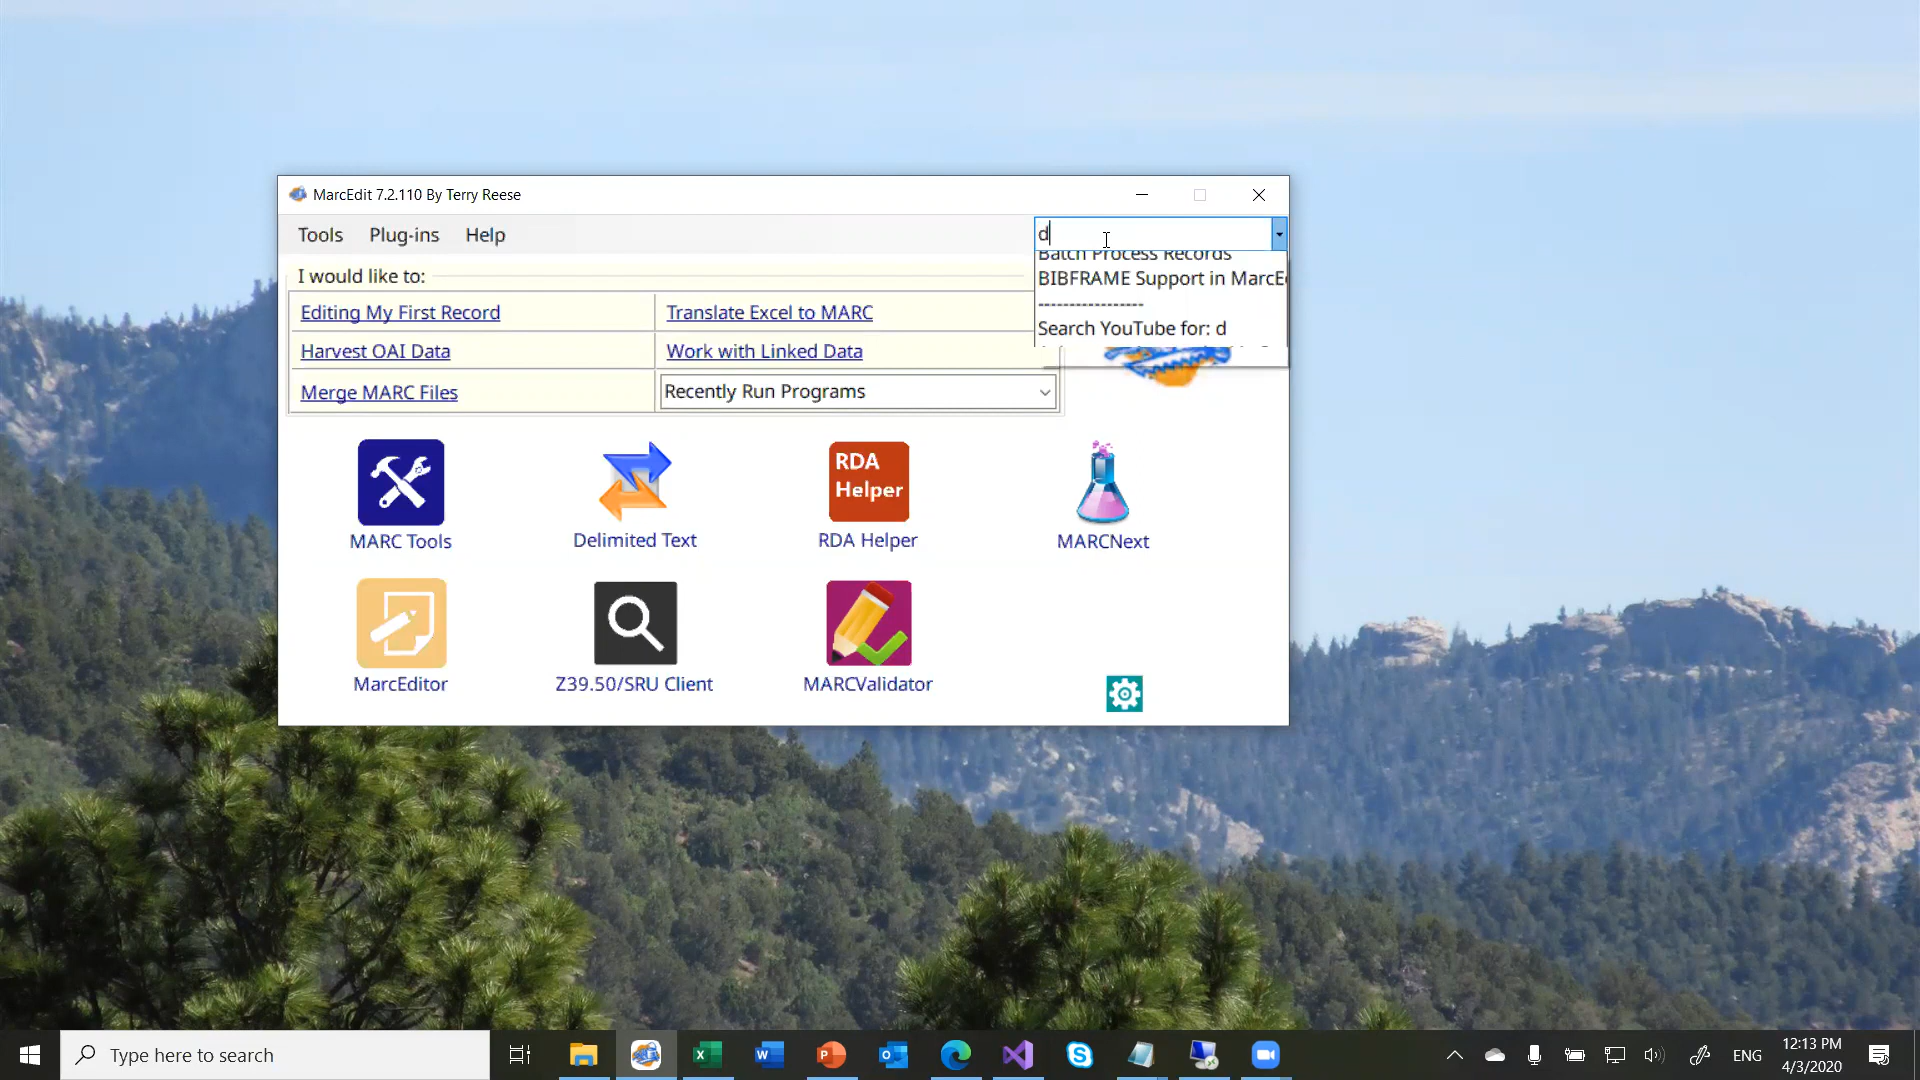 MarcEdit 7.2.110 By Terry Reese
Tools Plug-ins Help
d
Batch Process Records
BIBFRAME Support in MarcE
-----------------
Search YouTube for: d
I would like to:
Editing My First Record
Translate Excel to MARC
Harvest OAI Data
Work with Linked Data
Merge MARC Files
Recently Run Programs
RDA
Helper
MARC Tools
Delimited Text
RDA Helper
MARCNext
MarcEditor
Z39.50/SRU Client
MARCValidator
Type here to search
ENG
12:13 PM
4/3/2020